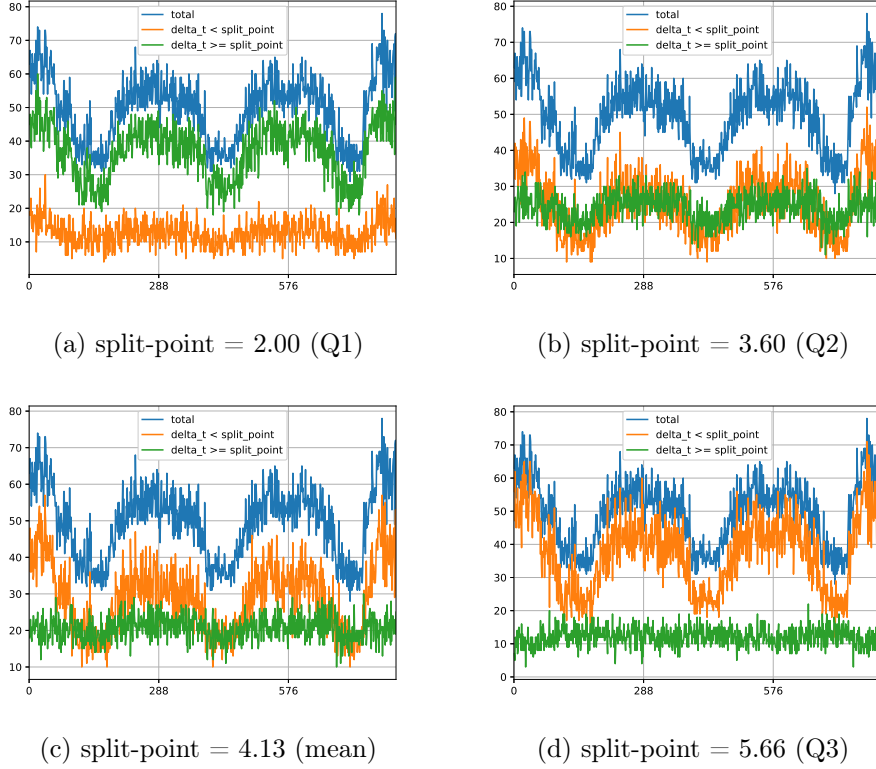 80
70
60
50
40
30
20
10
0
288
576
total
delta_t < split_point
delta_t >= split_point
(a) split-point = 2.00 (Q1)
80
70
60
50
40
30
20
10
0
288
576
total
delta_t < split_point
delta_t >= split_point
(b) split-point = 3.60 (Q2)
80
70
60
50
40
30
20
10
0
288
576
total
delta_t < split_point
delta_t >= split_point
(c) split-point = 4.13 (mean)
80
70
60
50
40
30
20
10
0
0
288
576
total
delta_t < split_point
delta_t >= split_point
(d) split-point = 5.66 (Q3)